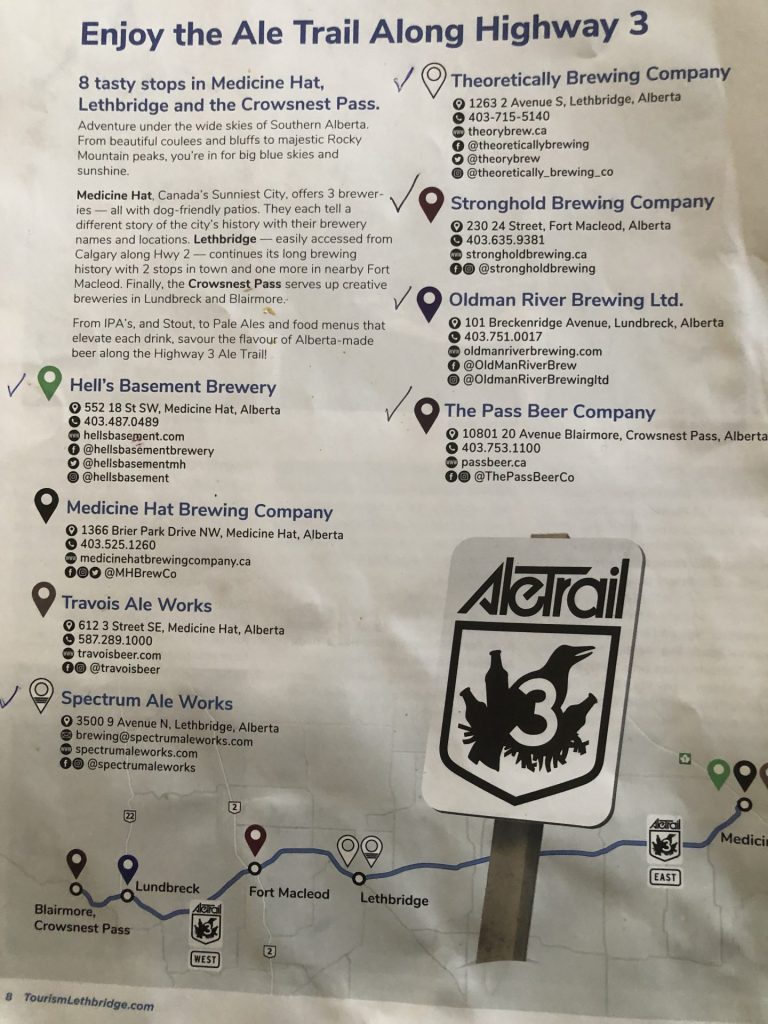 Enjoy the Ale Trail Along Highway 3
8 tasty stops in Medicine Hat,
Lethbridge and the Crowsnest Pass.
Adventure under the wide skies of Southern Alberta.
From beautiful coulees and bluffs to majestic Rocky
Mountain peaks, you're in for big blue skies and
sunshine.
Medicine Hat, Canada's Sunniest City, offers 3 brewer-
ies — all with dog-friendly patios. They each tell a
different story of the city's history with their brewery
names and locations. Lethbridge — easily accessed from
Calgary along Hwy 2 — continues its long brewing
history with 2 stops in town and one more in nearby Fort
Macleod. Finally, the Crowsnest Pass serves up creative
breweries in Lundbreck and Blairmore.
From IPA's, and Stout, to Pale Ales and food menus that
elevate each drink, savour the flavour of Alberta-made
beer along the Highway 3 Ale Trail!
Hell's Basement Brewery
552 18 St SW, Medicine Hat, Alberta
403.487.0489
hellsbasement.com
@hellsbasementbrewery
@hellsbasementmh
@hellsbasement
Medicine Hat Brewing Company
1366 Brier Park Drive NW, Medicine Hat, Alberta
403.525.1260
medicinehatbrewingcompany.ca
@MHBrewCo
Travois Ale Works
612 3 Street SE, Medicine Hat, Alberta
587.289.1000
travoisbeer.com
@travoisbeer
Spectrum Ale Works
3500 9 Avenue N, Lethbridge, Alberta
brewing@spectrumaleworks.com
spectrumaleworks.com
@spectrumaleworks
Theoretically Brewing Company
1263 2 Avenue S, Lethbridge, Alberta
403-715-5140
theorybrew.ca
@theoreticallybrewing
@theorybrew
@theoretically_brewing_co
Stronghold Brewing Company
230 24 Street, Fort Macleod, Alberta
403.635.9381
strongholdbrewing.ca
@strongholdbrewing
Oldman River Brewing Ltd.
101 Breckenridge Avenue, Lundbreck, Alberta
403.751.0017
oldmanriverbrewing.com
@OldManRiverBrew
@OldManRiverBrewingltd
The Pass Beer Company
10801 20 Avenue Blairmore, Crowsnest Pass, Alberta
403.753.1100
passbeer.ca
@ThePassBeerCo
AleTrail
3
22
2
Blairmore,
Crowsnest Pass
Lundbreck
AleTrail
3
WEST
Fort Macleod
2
Lethbridge
AleTrail
3
EAST
1
Medici
8 TourismLethbridge.com